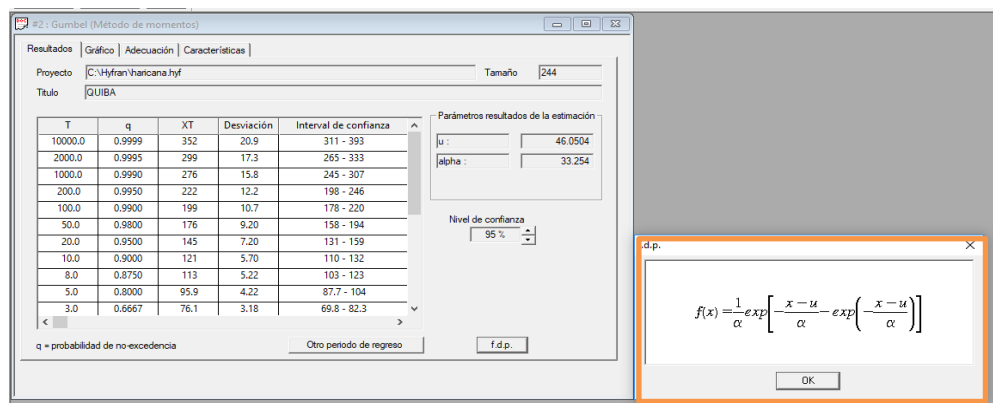 #2 : Gumbel (Método de momentos)
Resultados Gráfico Adecuación Características
Proyecto C:\Hyfran\haricana.hyf Tamaño 244
Titulo QUIBA
T q XT Desviación Interval de confianza
10000.0 0.9999 352 20.9 311 - 393
2000.0 0.9995 299 17.3 265 - 333
1000.0 0.9990 276 15.8 245 - 307
200.0 0.9950 222 12.2 198 - 246
100.0 0.9900 199 10.7 178 - 220
50.0 0.9800 176 9.20 158 - 194
20.0 0.9500 145 7.20 131 - 159
10.0 0.9000 121 5.70 110 - 132
8.0 0.8750 113 5.22 103 - 123
5.0 0.8000 95.9 4.22 87.7 - 104
3.0 0.6667 76.1 3.18 69.8 - 82.3
q = probabilidad de no-excedencia
Otro periodo de regreso
Parámetros resultados de la estimación
u : 46.0504
alpha : 33.254
Nivel de confianza
95 %
f.d.p.
.d.p.
f(x) = 1/α exp[ − (x − u)/α − exp( − (x − u)/α ) ]
OK